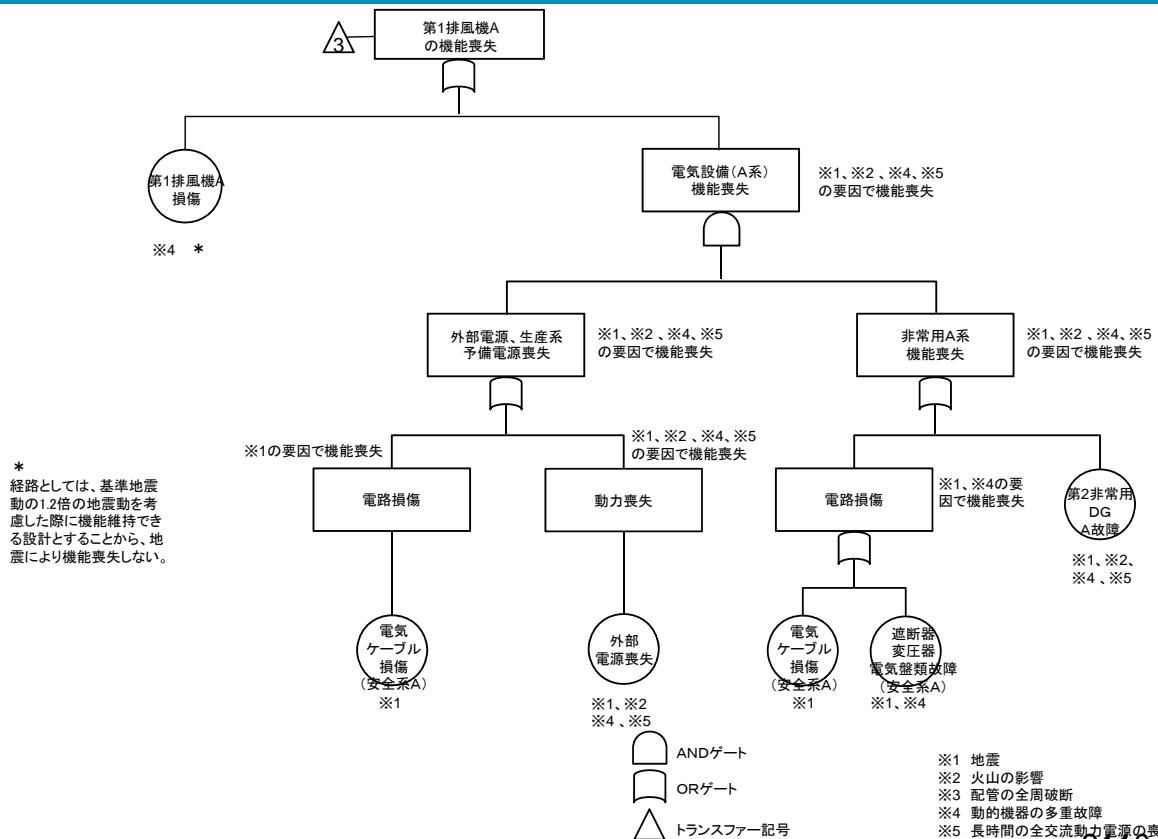 3
第1排風機A
の機能喪失
第1排風機A
損傷
※4 *
電気設備(A系)
機能喪失
※1、※2 、※4、※5
の要因で機能喪失
外部電源、生産系
予備電源喪失
※1、※2 、※4、※5
の要因で機能喪失
非常用A系
機能喪失
※1、※2 、※4、※5
の要因で機能喪失
※1の要因で機能喪失
電路損傷
※1、※2 、※4、※5
の要因で機能喪失
動力喪失
電路損傷
※1、※4の要
因で機能喪失
第2非常用
DG
A故障
※1、※2、
※4 、※5
*
経路としては、基準地震
動の1.2倍の地震動を考
慮した際に機能維持でき
る設計とすることから、地
震により機能喪失しない。
電気
ケーブル
損傷
(安全系A)
※1
外部
電源喪失
※1、※2
※4 、※5
電気
ケーブル
損傷
(安全系A)
※1
遮断器
変圧器
電気盤類故障
(安全系A)
※1、※4
ANDゲート
ORゲート
トランスファー記号
※1 地震
※2 火山の影響
※3 配管の全周破断
※4 動的機器の多重故障
※5 長時間の全交流動力電源の喪